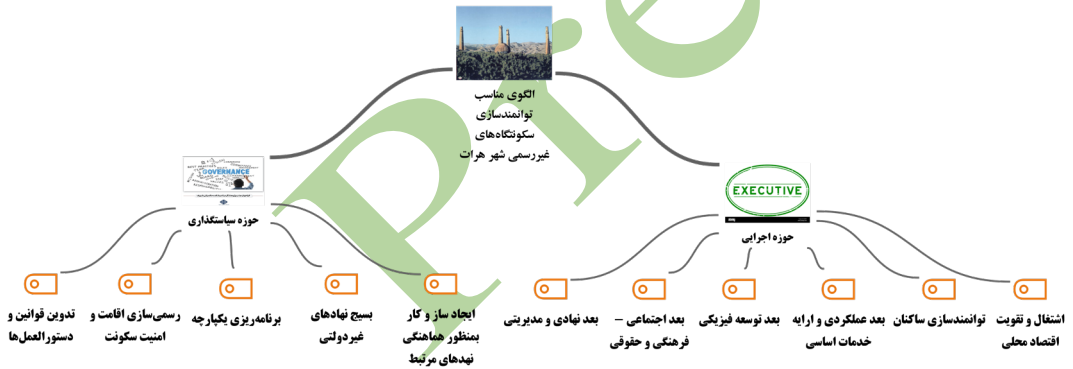 الگوی مناسب
توانمندسازی
سکونتگاه‌های
غیررسمی شهر هرات
GOVERNANCE
حوزه سیاستگذاری
EXECUTIVE
حوزه اجرایی
اشتغال و تقویت
اقتصاد محلی
توانمندسازی ساکنان
بعد عملکردی و ارایه
خدمات اساسی
بعد توسعه فیزیکی
بعد اجتماعی –
فرهنگی و حقوقی
بعد نهادی و مدیریتی
ایجاد ساز و کار
بمنظور هماهنگی
نهدهای مرتبط
بسیج نهادهای
غیردولتی
برنامه‌ریزی یکپارچه
رسمی‌سازی اقامت و
امنیت سکونت
تدوین قوانین و
دستورالعمل‌ها